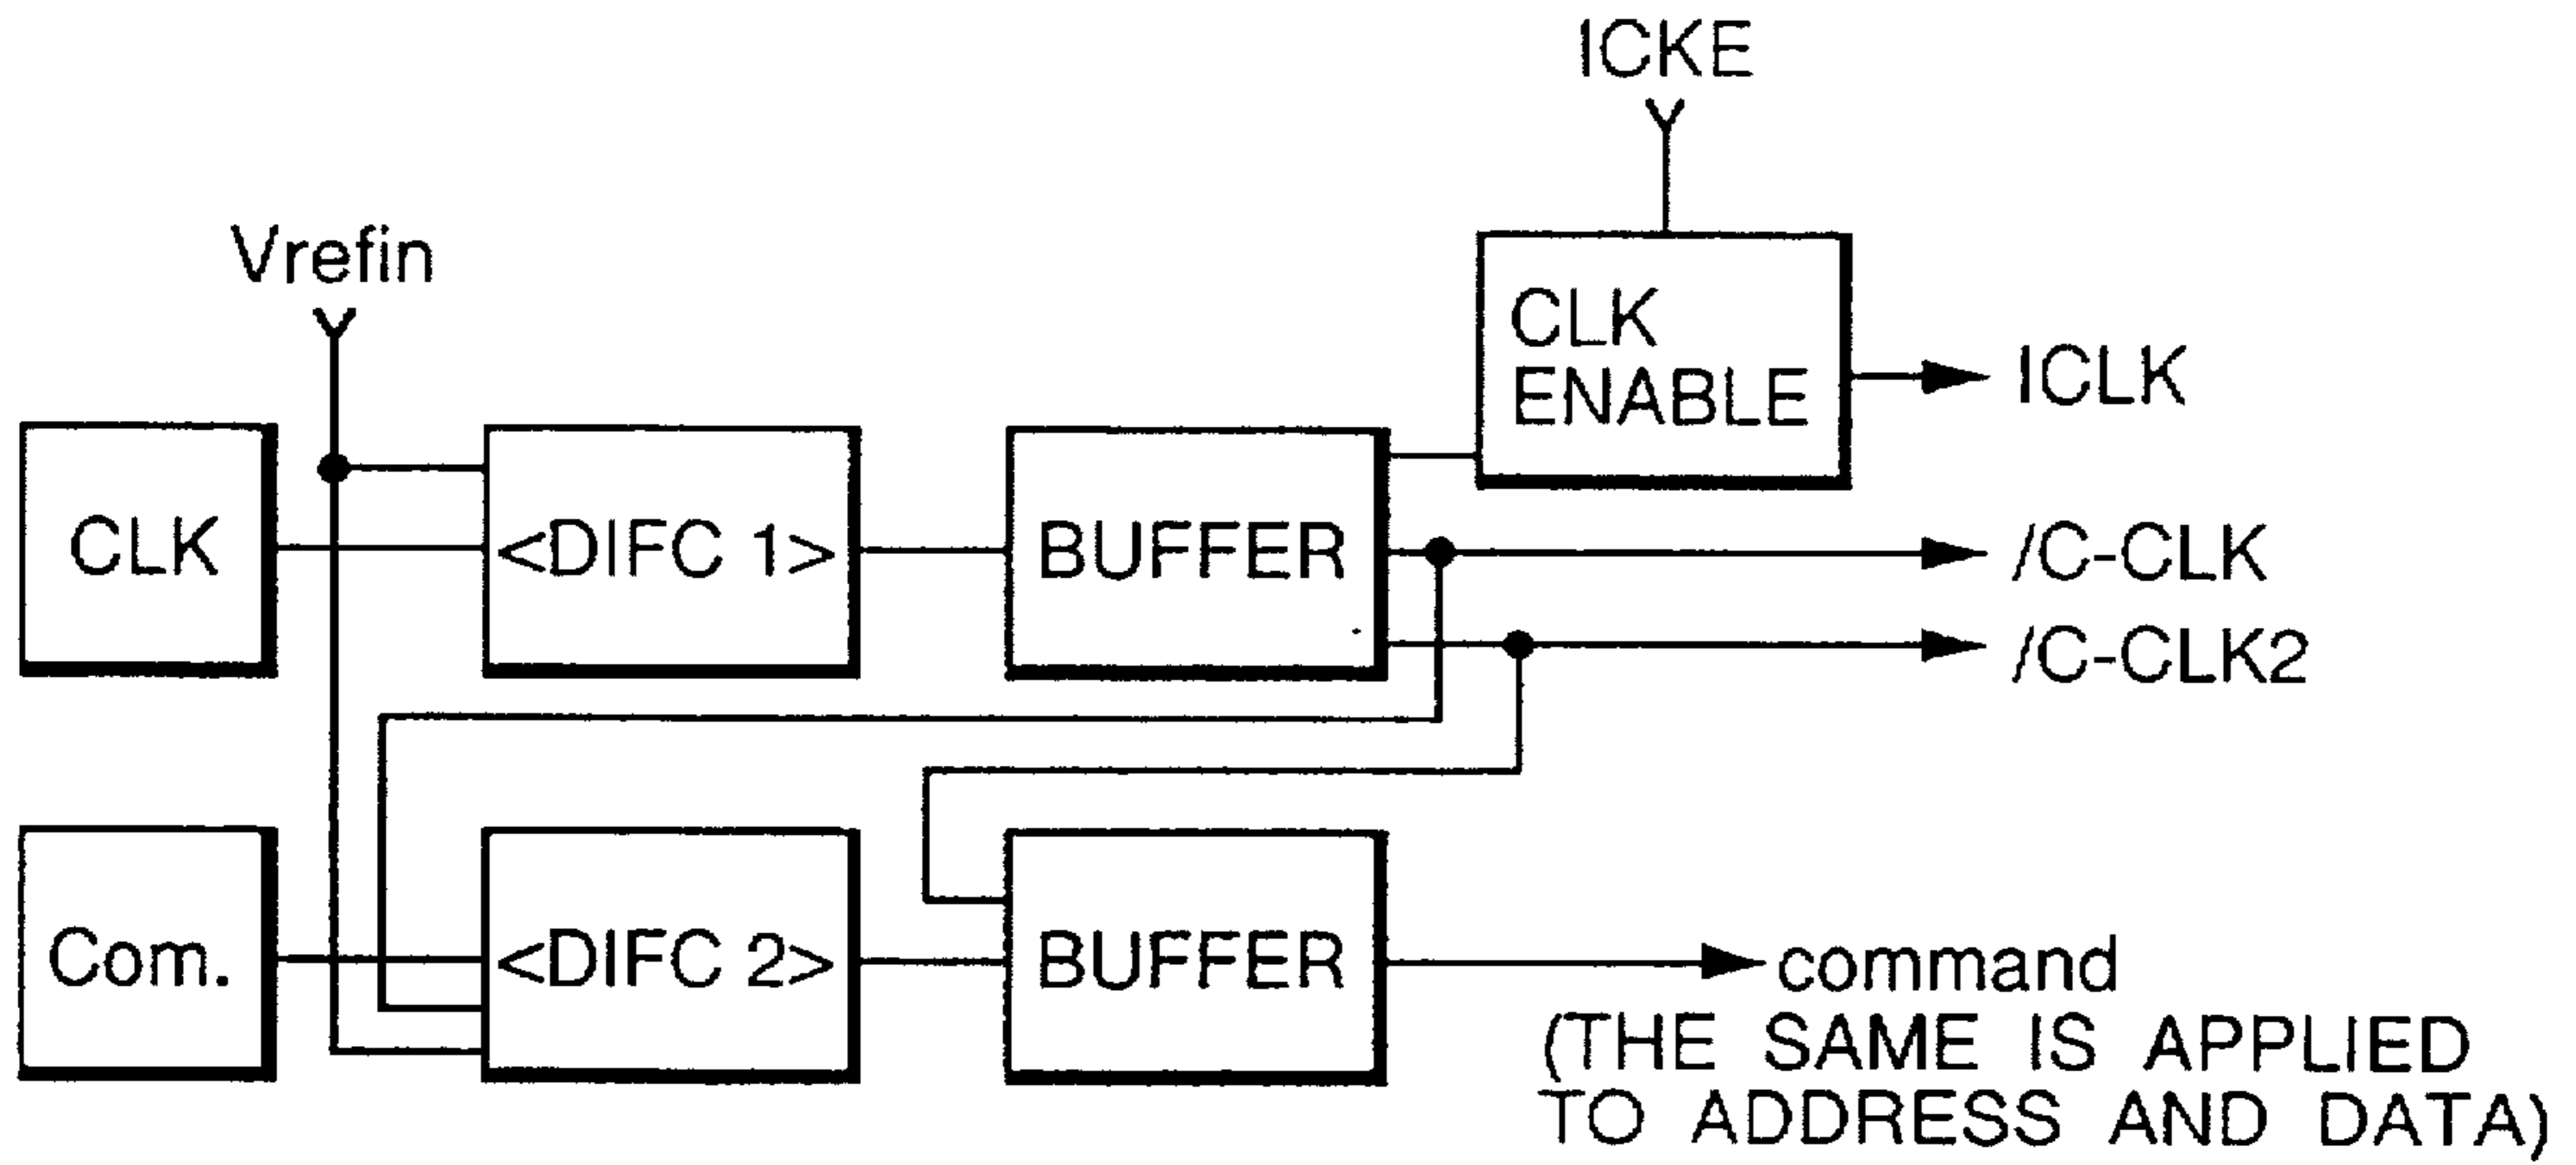 ICKE
Vrefin
CLK
ENABLE
ICLK
CLK
<DIFC 1>
BUFFER
/C-CLK
/C-CLK2
Com.
<DIFC 2>
BUFFER
command
(THE SAME IS APPLIED
TO ADDRESS AND DATA)